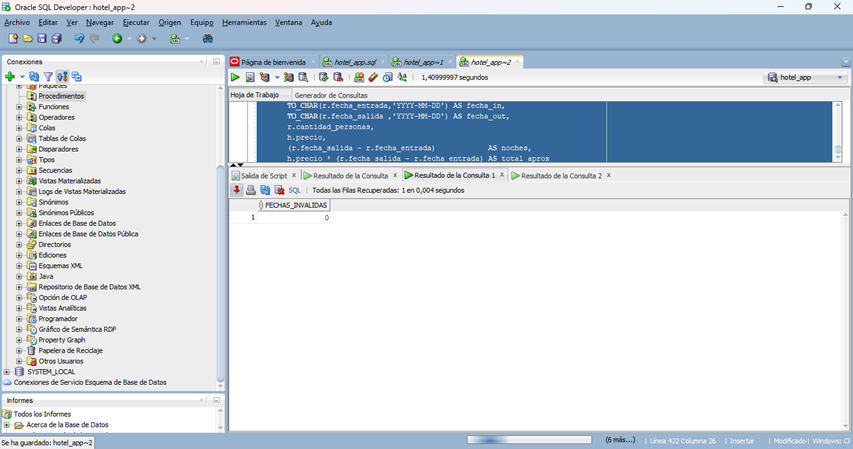 Oracle SQL Developer : hotel_app~2
Archivo Editar Ver Navegar Ejecutar Origen Equipo Herramientas Ventana Ayuda
Conexiones
Paquetes
Procedimientos
Funciones
Operadores
Colas
Tablas de Colas
Disparadores
Tipos
Secuencias
Vistas Materializadas
Logs de Vistas Materializadas
Sinónimos
Sinónimos Públicos
Enlaces de Base de Datos
Enlaces de Base de Datos Pública
Directorios
Ediciones
Esquemas XML
Java
Repositorio de Base de Datos XML
Opción de OLAP
Vistas Analíticas
Programador
Gráfico de Semántica RDF
Property Graph
Papelera de Reciclaje
Otros Usuarios
SYSTEM_LOCAL
Conexiones de Servicio Esquema de Base de Datos
Informes
Todos los Informes
Acerca de la Base de Datos
Página de bienvenida hotel_app.sql hotel_app~1 hotel_app~2
1,40999997 segundos
hotel_app
Hoja de Trabajo Generador de Consultas
TO_CHAR(r.fecha_entrada,'YYYY-MM-DD') AS fecha_in,
TO_CHAR(r.fecha_salida ,'YYYY-MM-DD') AS fecha_out,
r.cantidad_personas,
h.precio,
(r.fecha_salida - r.fecha_entrada) AS noches,
h.precio * (r.fecha_salida - r.fecha_entrada) AS total_aprox
Salida de Script x Resultado de la Consulta x Resultado de la Consulta 1 x Resultado de la Consulta 2 x
SQL | Todas las Filas Recuperadas: 1 en 0,004 segundos
FECHAS_INVALIDAS
1 0
Se ha guardado: hotel_app~2
(6 más...) | Línea 422 Columna 26 | Insertar | Modificado | Windows: C